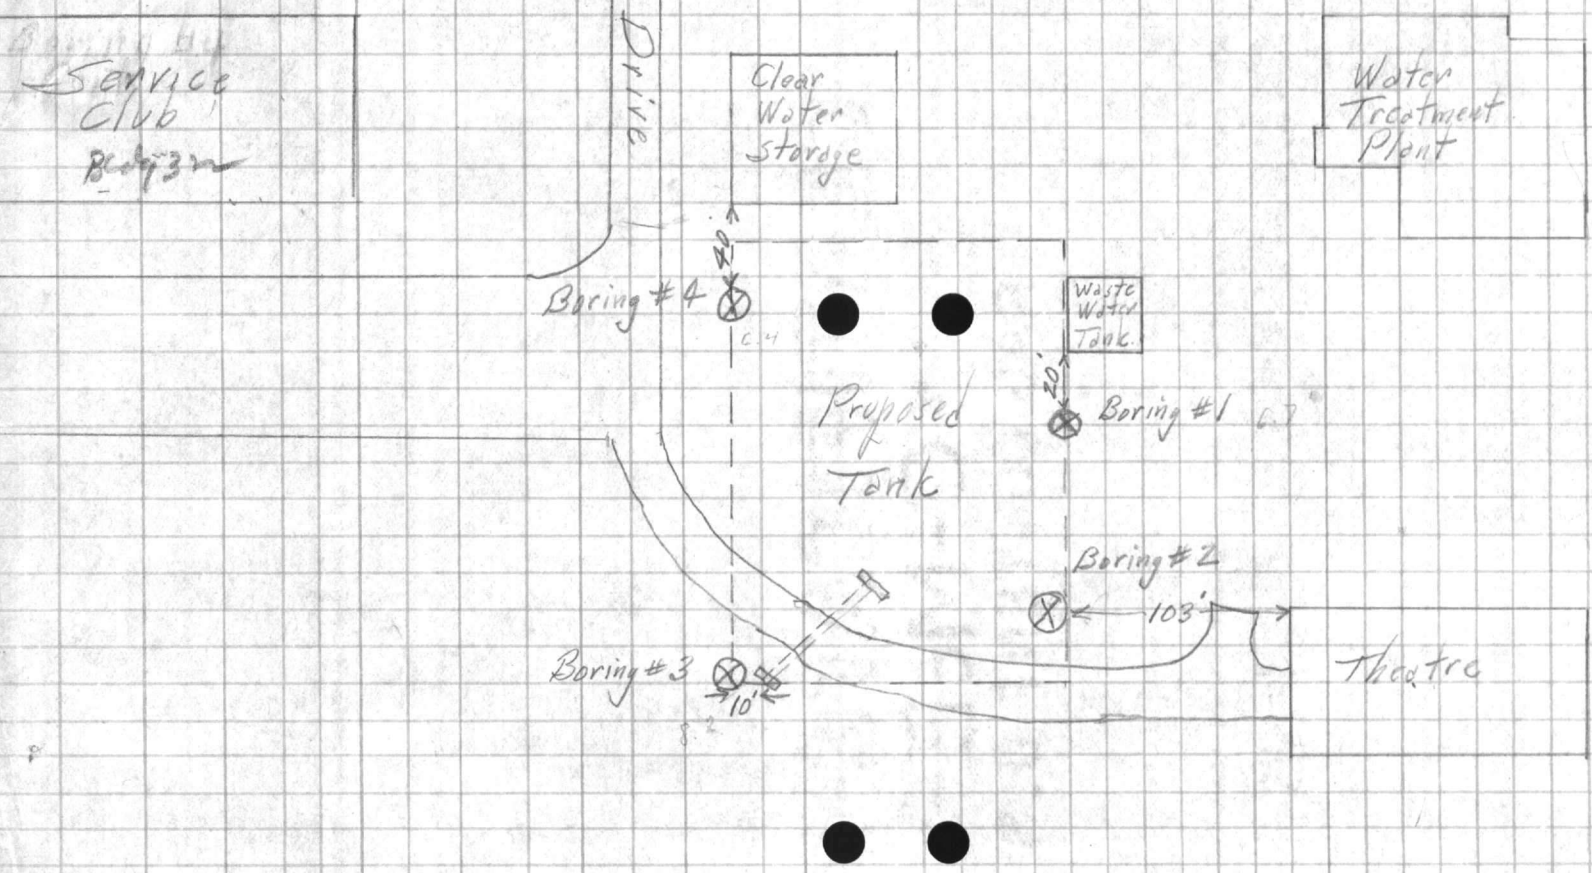 Service
Club
Drive
Clear
Water
Storage
Water
Treatment
Plant
40'
Boring #4
Waste
Water
Tank
20'
Boring #1
Proposed
Tank
Boring #2
103'
Boring #3
10'
Theatre